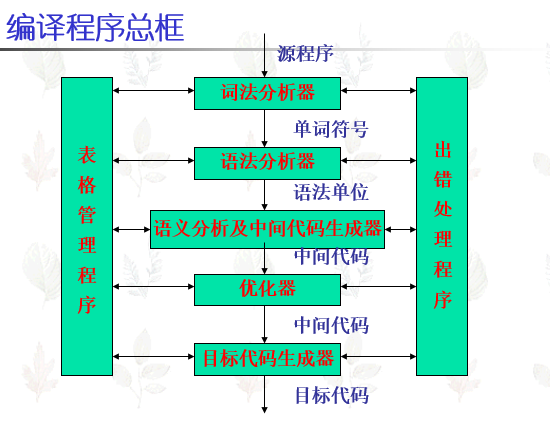 编译程序总框
源程序
词法分析器
单词符号
语法分析器
语法单位
语义分析及中间代码生成器
中间代码
优化器
中间代码
目标代码生成器
目标代码
表格管理程序
出错处理程序